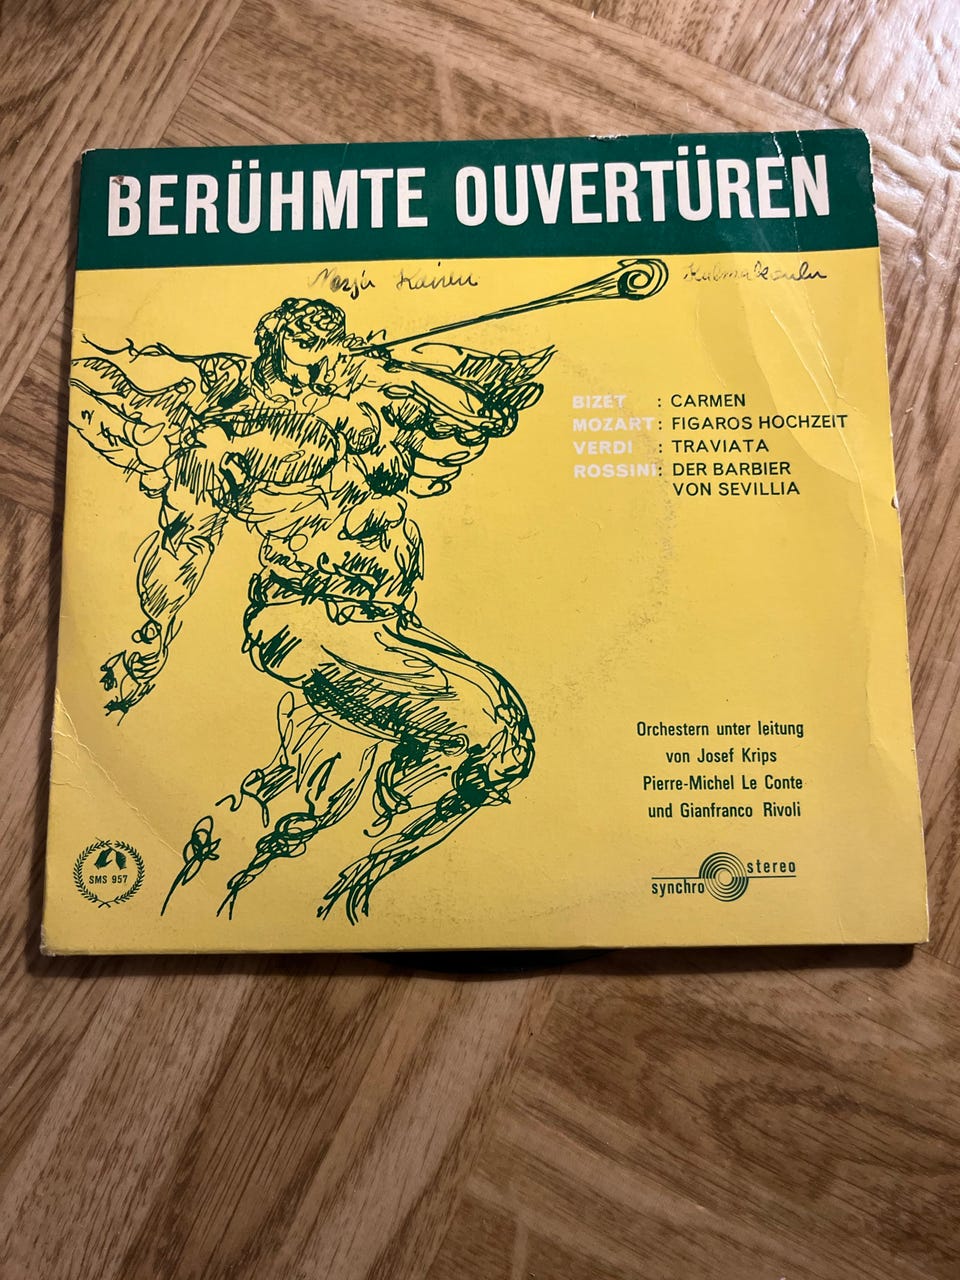 BERÜHMTE OUVERTÜREN
BIZET : CARMEN
MOZART : FIGAROS HOCHZEIT
VERDI : TRAVIATA
ROSSINI : DER BARBIER
VON SEVILLIA
Orchestern unter leitung
von Josef Krips
Pierre-Michel Le Conte
und Gianfranco Rivoli
SMS 957
synchro stereo